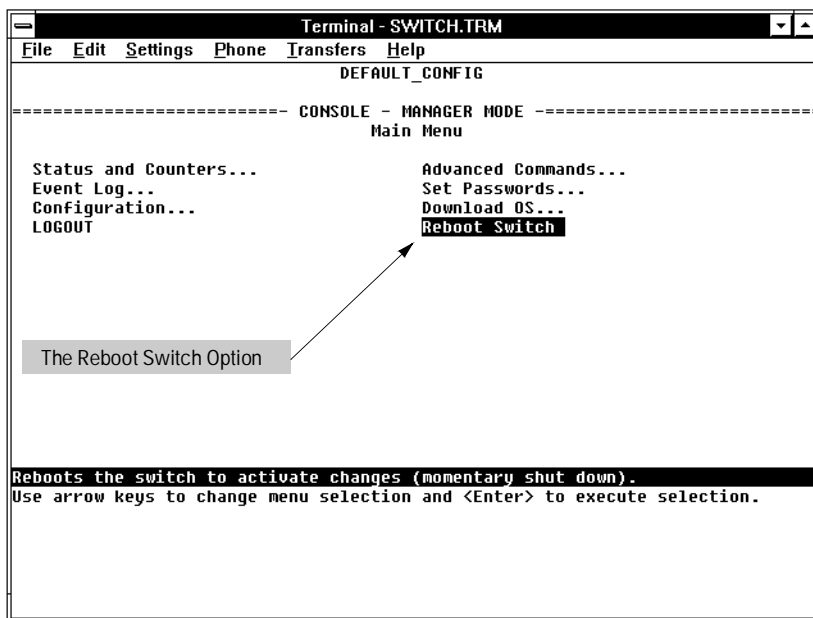 Terminal - SWITCH.TRM
File Edit Settings Phone Transfers Help
DEFAULT_CONFIG
==========================- CONSOLE - MANAGER MODE -===========================
Main Menu
Status and Counters... Advanced Commands...
Event Log... Set Passwords...
Configuration... Download OS...
LOGOUT Reboot Switch
The Reboot Switch Option
Reboots the switch to activate changes (momentary shut down).
Use arrow keys to change menu selection and <Enter> to execute selection.